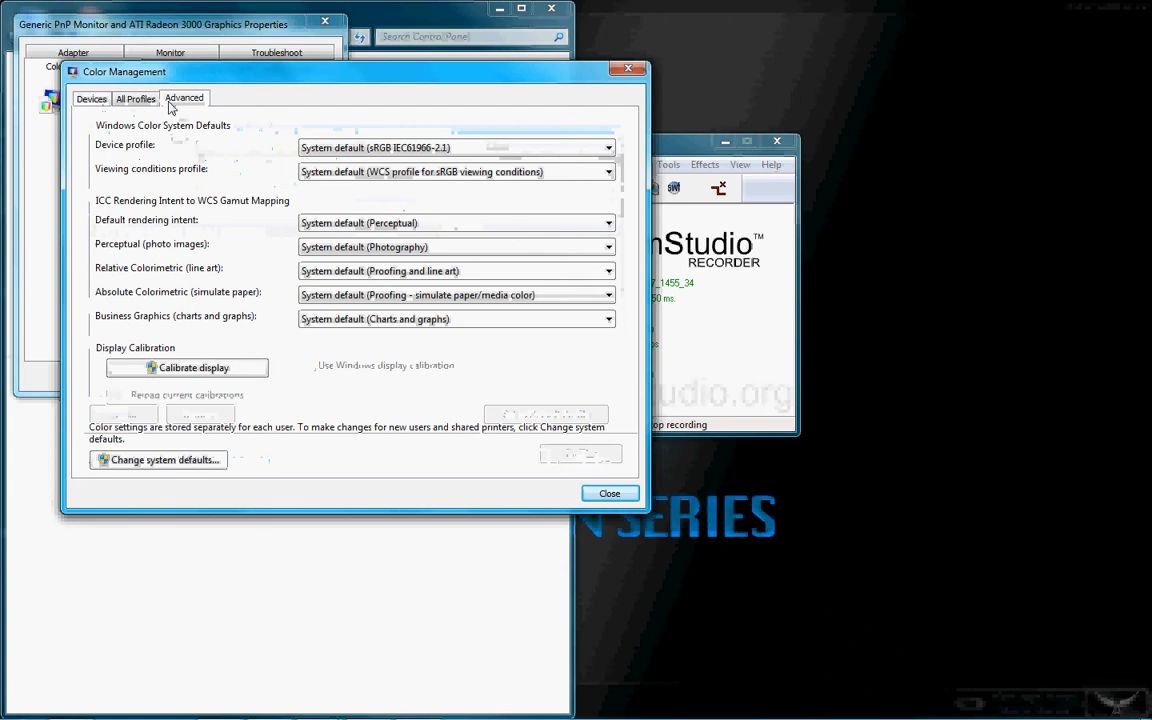 Generic PnP Monitor and ATI Radeon 3000 Graphics Properties
Search Control Panel
Adapter
Monitor
Troubleshoot
Color Management
Devices
All Profiles
Advanced
Windows Color System Defaults
Device profile:
System default (sRGB IEC61966-2.1)
Viewing conditions profile:
System default (WCS profile for sRGB viewing conditions)
ICC Rendering Intent to WCS Gamut Mapping
Default rendering intent:
System default (Perceptual)
Perceptual (photo images):
System default (Photography)
Relative Colorimetric (line art):
System default (Proofing and line art)
Absolute Colorimetric (simulate paper):
System default (Proofing - simulate paper/media color)
Business Graphics (charts and graphs):
System default (Charts and graphs)
Display Calibration
Calibrate display
Use Windows display calibration
Reload current calibrations
Color settings are stored separately for each user. To make changes for new users and shared printers, click Change system
defaults.
Change system defaults...
Close
Tools Effects View Help
mStudio™
RECORDER
7_1455_34
50 ms.
udio.org
op recording
N SERIES